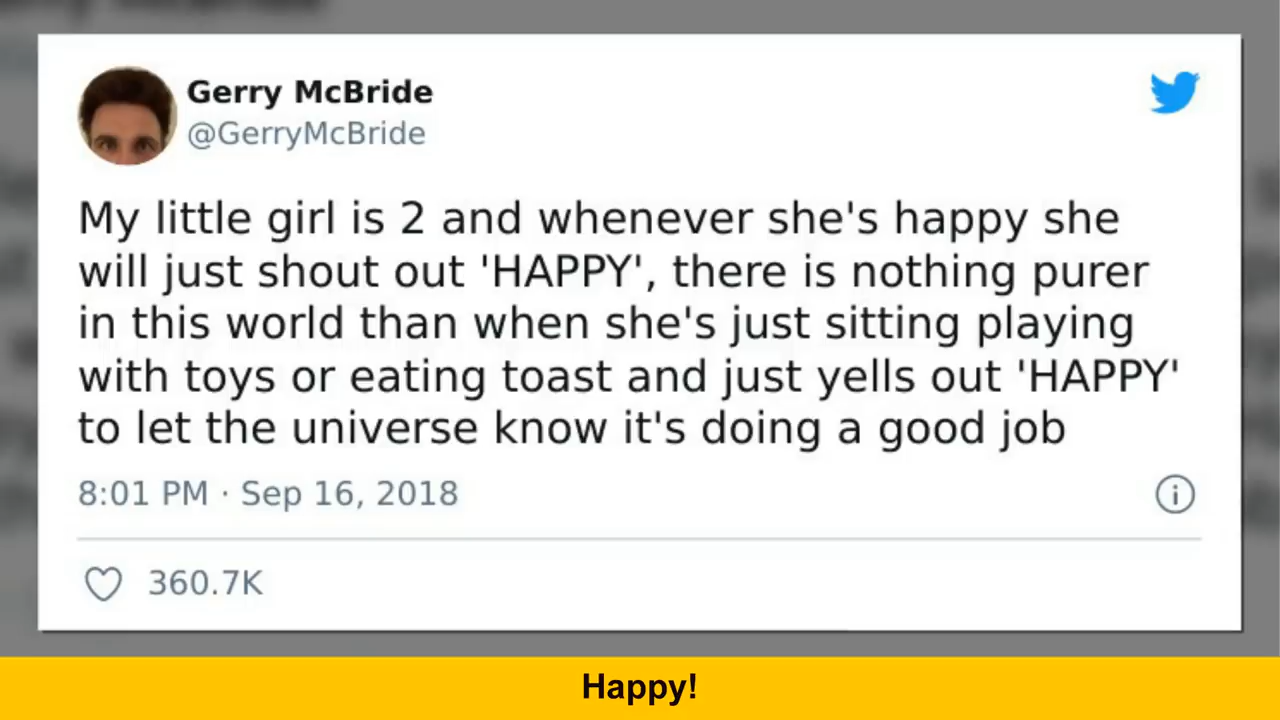 Gerry McBride
@GerryMcBride
My little girl is 2 and whenever she's happy she
will just shout out 'HAPPY', there is nothing purer
in this world than when she's just sitting playing
with toys or eating toast and just yells out 'HAPPY'
to let the universe know it's doing a good job
8:01 PM · Sep 16, 2018
360.7K
Happy!